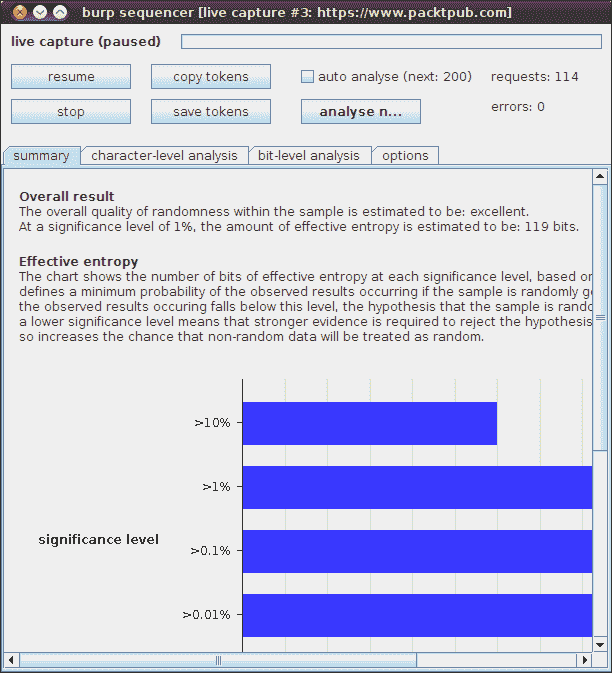 burp sequencer [live capture #3: https://www.packtpub.com]
live capture (paused)
resume
copy tokens
auto analyse (next: 200)
requests: 114
stop
save tokens
analyse n...
errors: 0
summary
character-level analysis
bit-level analysis
options
Overall result
The overall quality of randomness within the sample is estimated to be: excellent.
At a significance level of 1%, the amount of effective entropy is estimated to be: 119 bits.
Effective entropy
The chart shows the number of bits of effective entropy at each significance level, based or
defines a minimum probability of the observed results occurring if the sample is randomly g
the observed results occuring falls below this level, the hypothesis that the sample is rando
a lower significance level means that stronger evidence is required to reject the hypothesis
so increases the chance that non-random data will be treated as random.
>10%
>1%
significance level
>0.1%
>0.01%